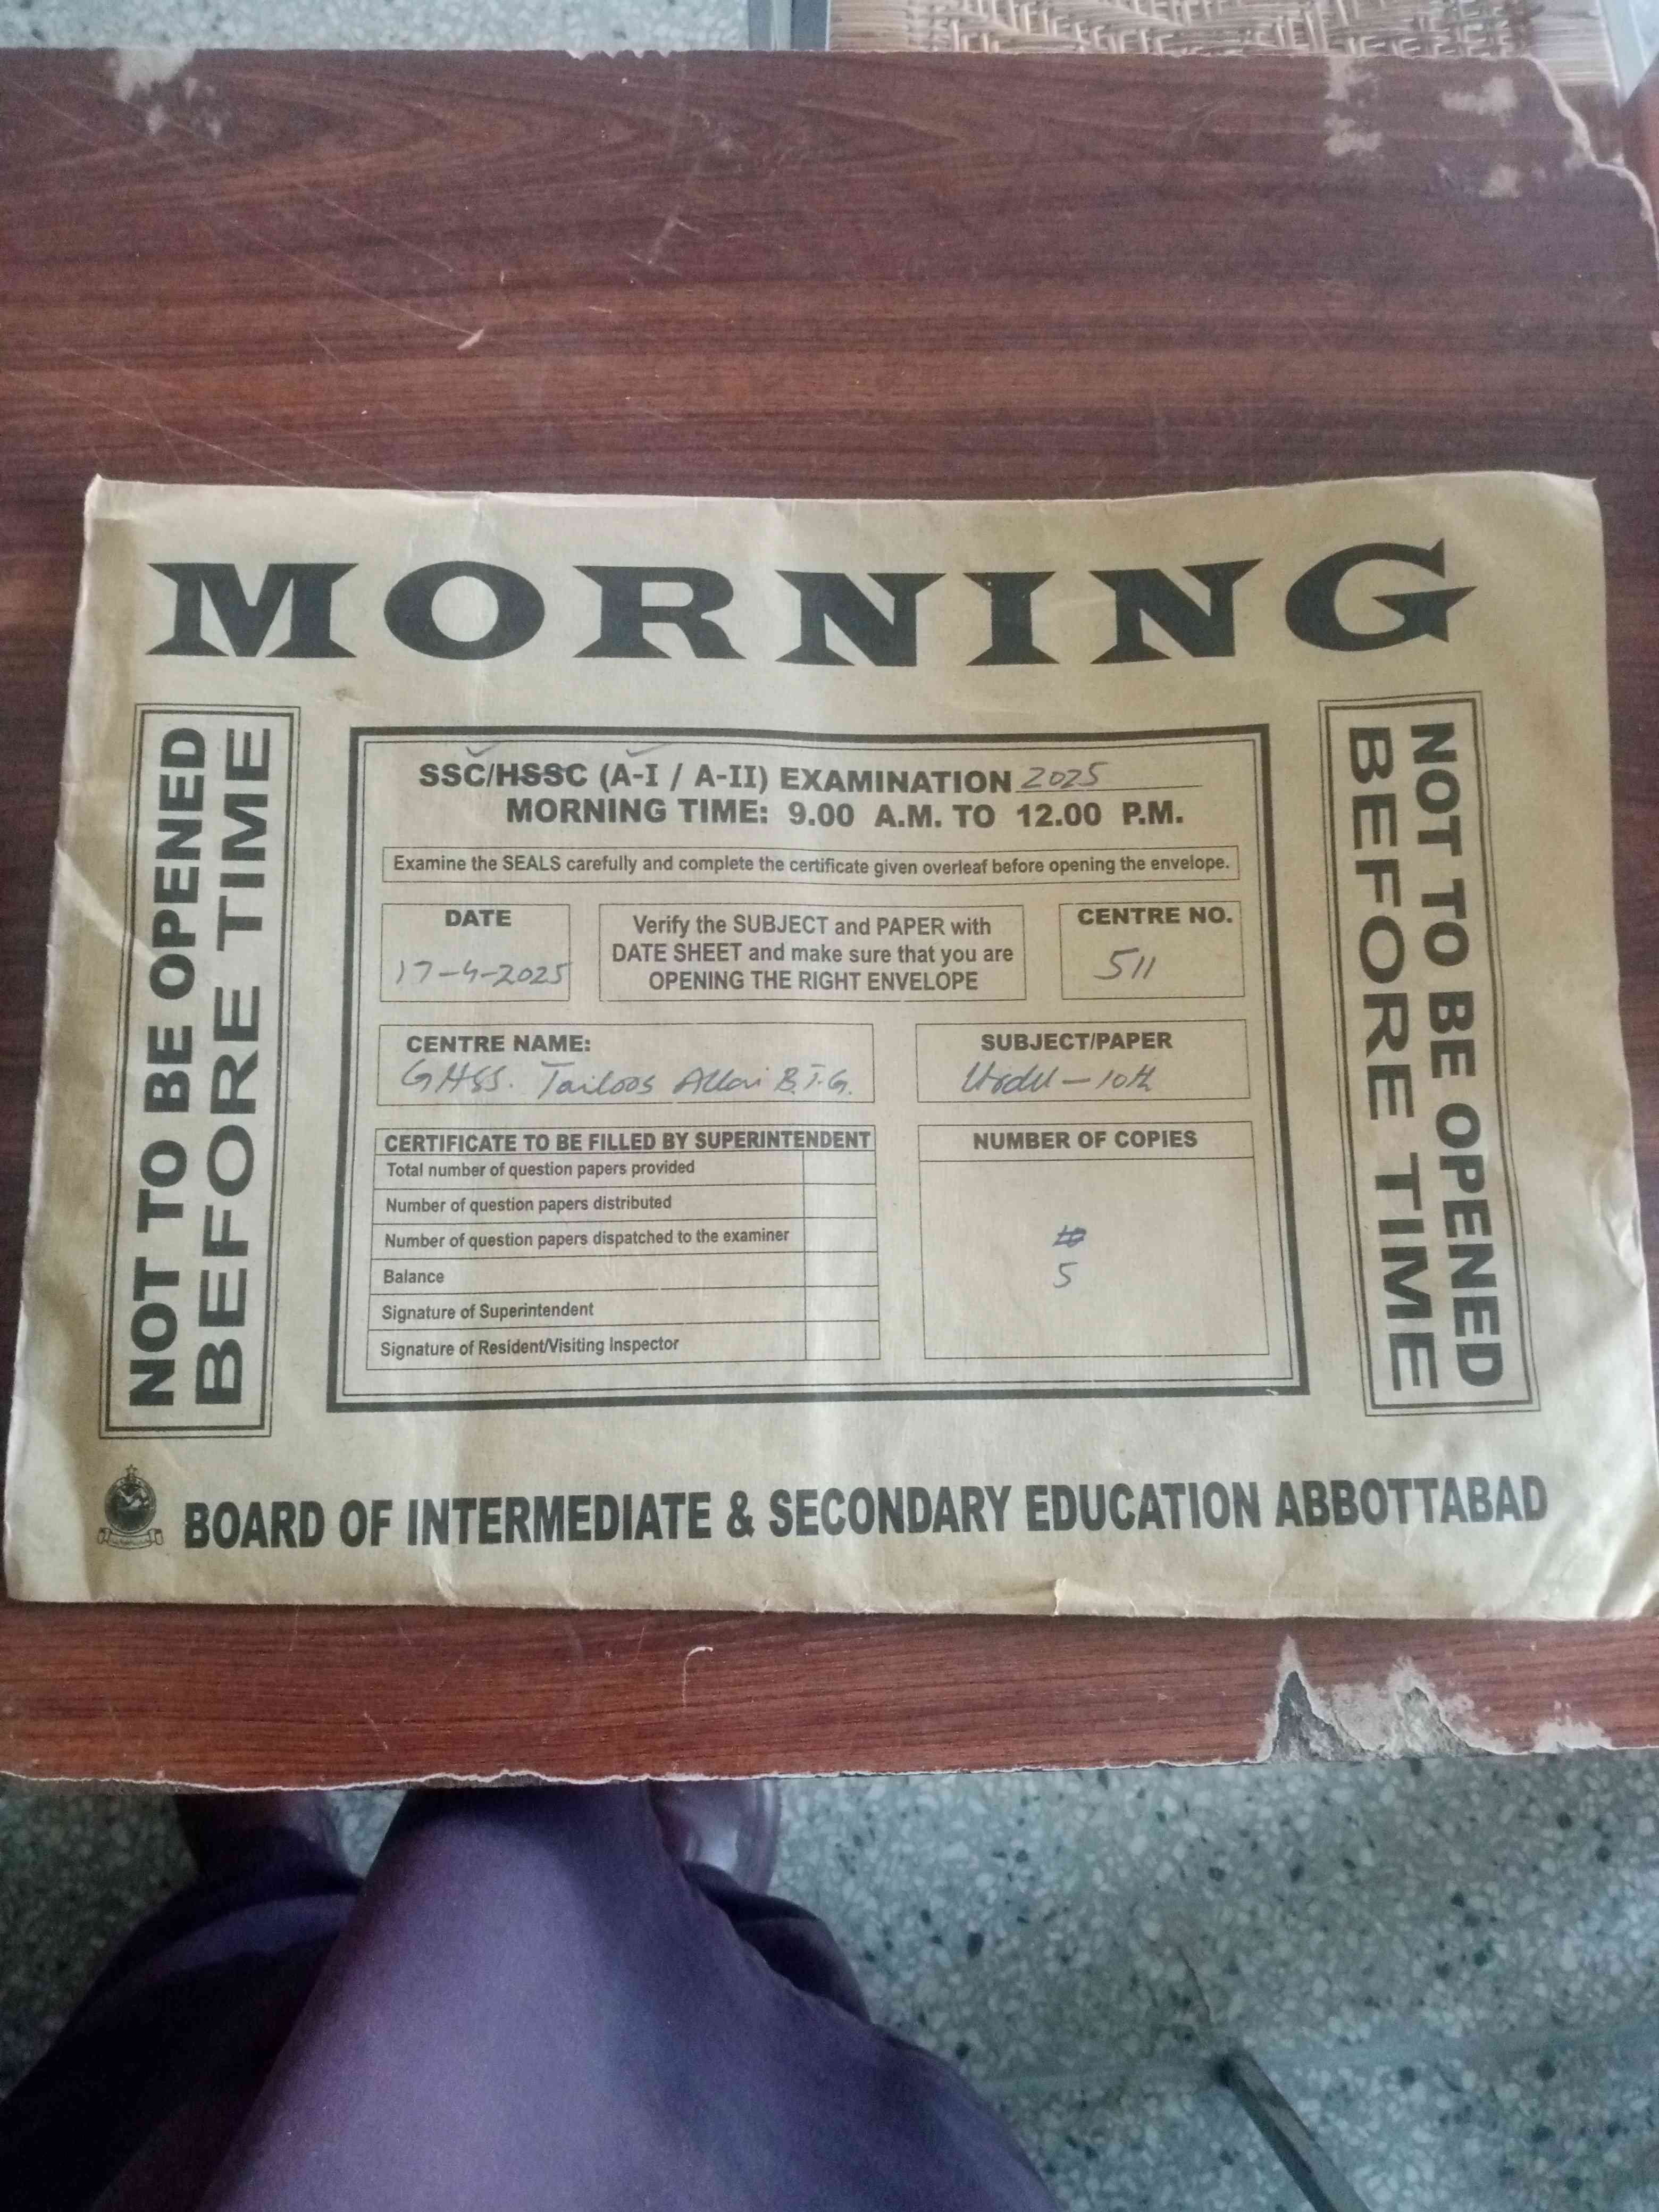 MORNING
NOT TO BE OPENED
BEFORE TIME
SSC/HSSC (A-I / A-II) EXAMINATION 2025
MORNING TIME: 9.00 A.M. TO 12.00 P.M.
Examine the SEALS carefully and complete the certificate given overleaf before opening the envelope.
DATE
17-4-2025
Verify the SUBJECT and PAPER with
DATE SHEET and make sure that you are
OPENING THE RIGHT ENVELOPE
CENTRE NO.
511
CENTRE NAME:
GHSS. Tailoos Allai B.T.G.
SUBJECT/PAPER
Urdu - 10th
CERTIFICATE TO BE FILLED BY SUPERINTENDENT
Total number of question papers provided
Number of question papers distributed
Number of question papers dispatched to the examiner
Balance
Signature of Superintendent
Signature of Resident/Visiting Inspector
NUMBER OF COPIES
5
NOT TO BE OPENED
BEFORE TIME
BOARD OF INTERMEDIATE & SECONDARY EDUCATION ABBOTTABAD